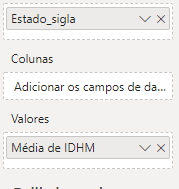 Estado_sigla
Colunas
Adicionar os campos de da...
Valores
Média de IDHM